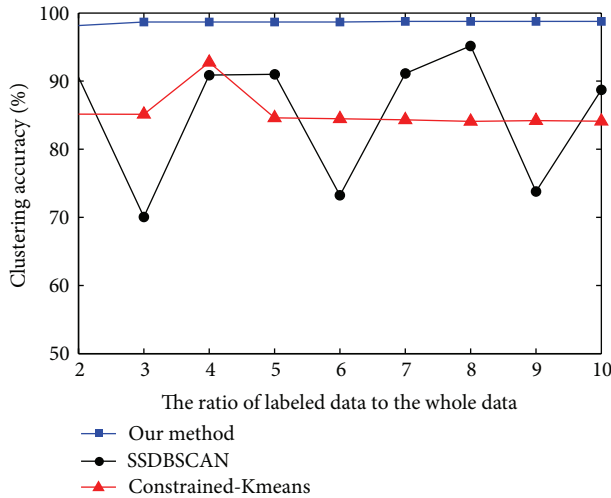 100
90
80
70
60
50
Clustering accuracy (%)
2 3 4 5 6 7 8 9 10
The ratio of labeled data to the whole data
Our method
SSDBSCAN
Constrained-Kmeans